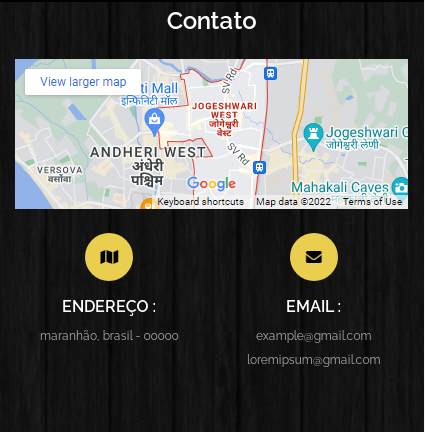 Contato
View larger map
ti Mall
इन्फिनिटी मॉल
SV Rd
JOGESHWARI
WEST
जोगेश्वरी
वेस्ट
Jogeshwari C
जोगेश्वरी लेणी
ANDHERI WEST
अंधेरी
पश्चिम
SV Rd
VERSOVA
वर्सोवा
Google
Mahakali Caves
Keyboard shortcuts
Map data ©2022
Terms of Use
ENDEREÇO :
maranhão, brasil - 00000
EMAIL :
example@gmail.com
loremipsum@gmail.com